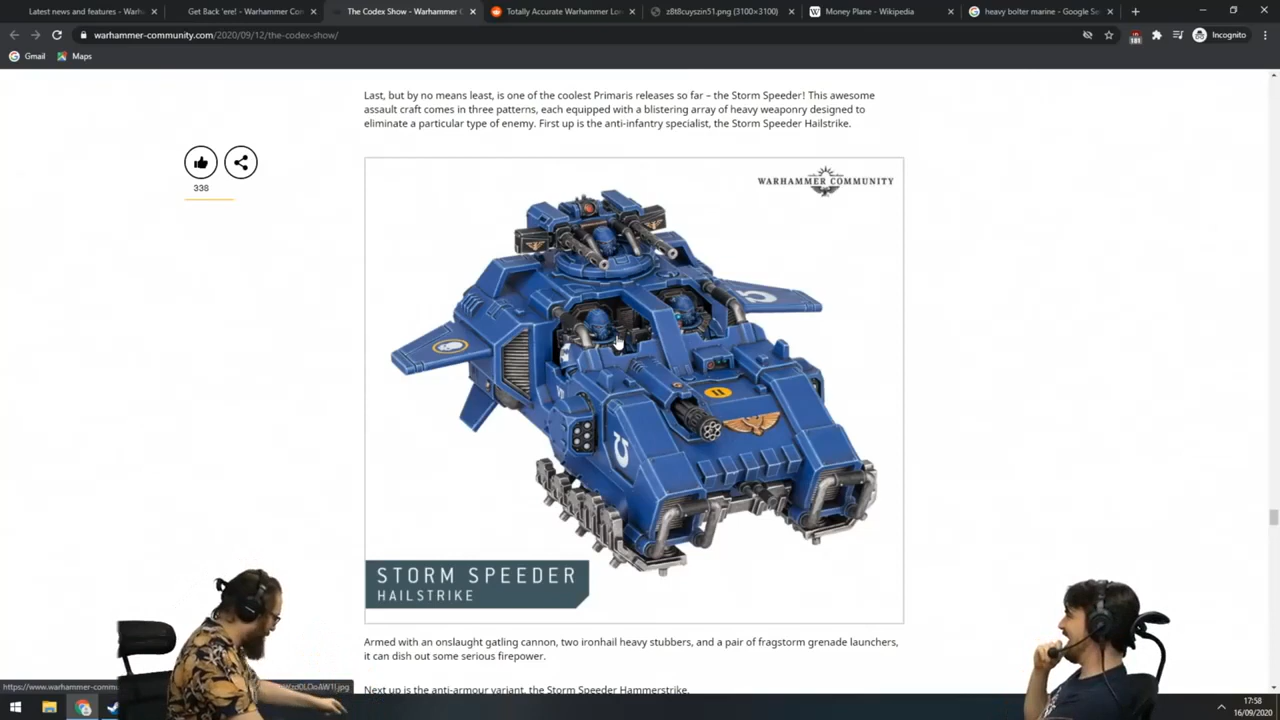 Latest news and features - Warh
Get Back 'ere! - Warhammer Con
The Codex Show - Warhammer C
Totally Accurate Warhammer Lo
z8t8cuyszin51.png (3100×3100)
Money Plane - Wikipedia
heavy bolter marine - Google Se
warhammer-community.com/2020/09/12/the-codex-show/
181
Incognito
Gmail
Maps
Last, but by no means least, is one of the coolest Primaris releases so far – the Storm Speeder! This awesome
assault craft comes in three patterns, each equipped with a blistering array of heavy weaponry designed to
eliminate a particular type of enemy. First up is the anti-infantry specialist, the Storm Speeder Hailstrike.
338
WARHAMMER COMMUNITY
II
STORM SPEEDER
HAILSTRIKE
Armed with an onslaught gatling cannon, two ironhail heavy stubbers, and a pair of fragstorm grenade launchers,
it can dish out some serious firepower.
Next up is the anti-armour variant, the Storm Speeder Hammerstrike.
https://www.warhammer-commu
17:58
16/09/2020